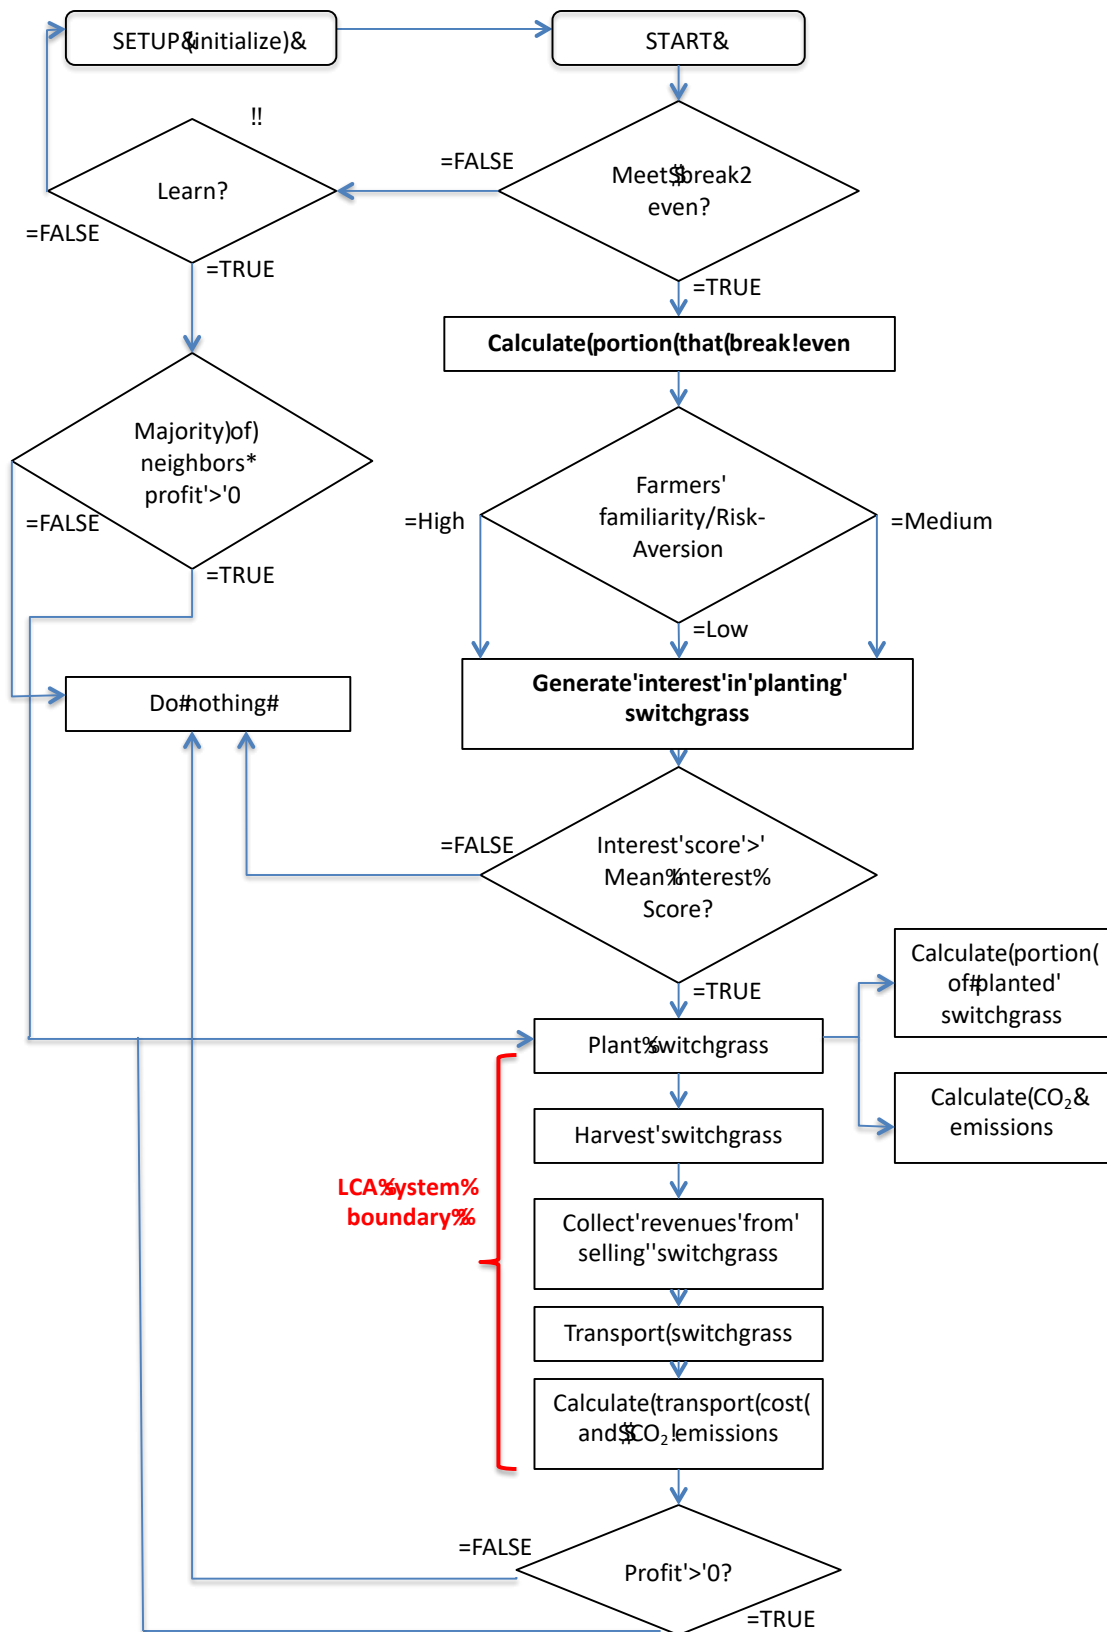 SETUP&(initialize)&
START&
!!
=FALSE
Learn?
Meet$$break2
even?
=FALSE
=TRUE
=TRUE
Calculate(portion(that(break!even
Majority)of)
neighbors*
profit'>'0
=FALSE
=TRUE
Farmers'
familiarity/Risk-
Aversion
=High
=Medium
=Low
Generate'interest'in'planting'
switchgrass
Do#nothing#
=FALSE
Interest'score'>'
Mean%interest%
Score?
=TRUE
Calculate(portion(
of#planted'
switchgrass
Plant%switchgrass
Calculate(CO₂&
emissions
Harvest'switchgrass
LCA%system%
boundary%%
Collect'revenues'from'
selling''switchgrass
Transport(switchgrass
Calculate(transport(cost(
and$$CO₂!emissions
=FALSE
Profit'>'0?
=TRUE